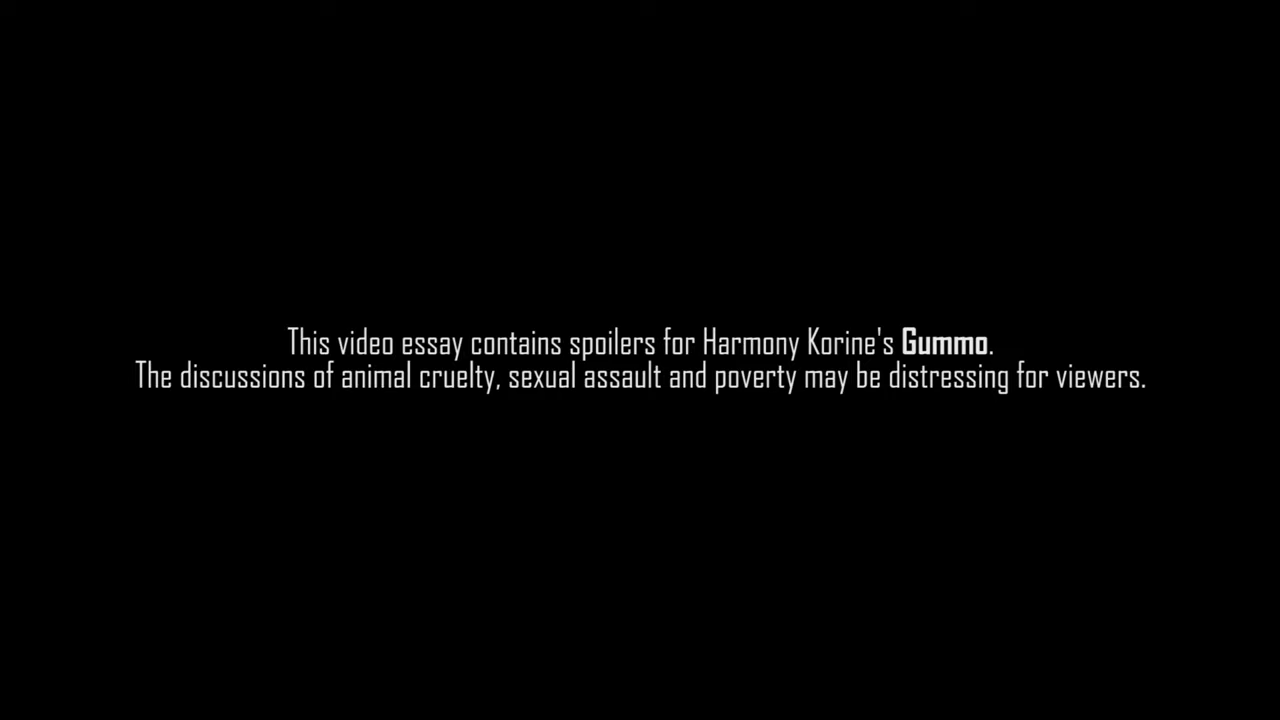 This video essay contains spoilers for Harmony Korine's Gummo.
The discussions of animal cruelty, sexual assault and poverty may be distressing for viewers.